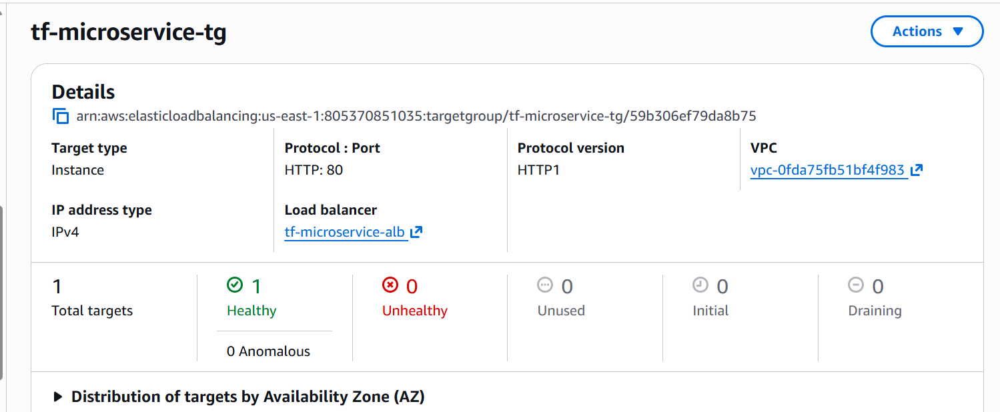 tf-microservice-tg
Actions
Details
arn:aws:elasticloadbalancing:us-east-1:805370851035:targetgroup/tf-microservice-tg/59b306ef79da8b75
Target type
Instance
Protocol : Port
HTTP: 80
Protocol version
HTTP1
VPC
vpc-0fda75fb51bf4f983
IP address type
IPv4
Load balancer
tf-microservice-alb
1
Total targets
1
Healthy
0 Anomalous
0
Unhealthy
0
Unused
0
Initial
0
Draining
Distribution of targets by Availability Zone (AZ)